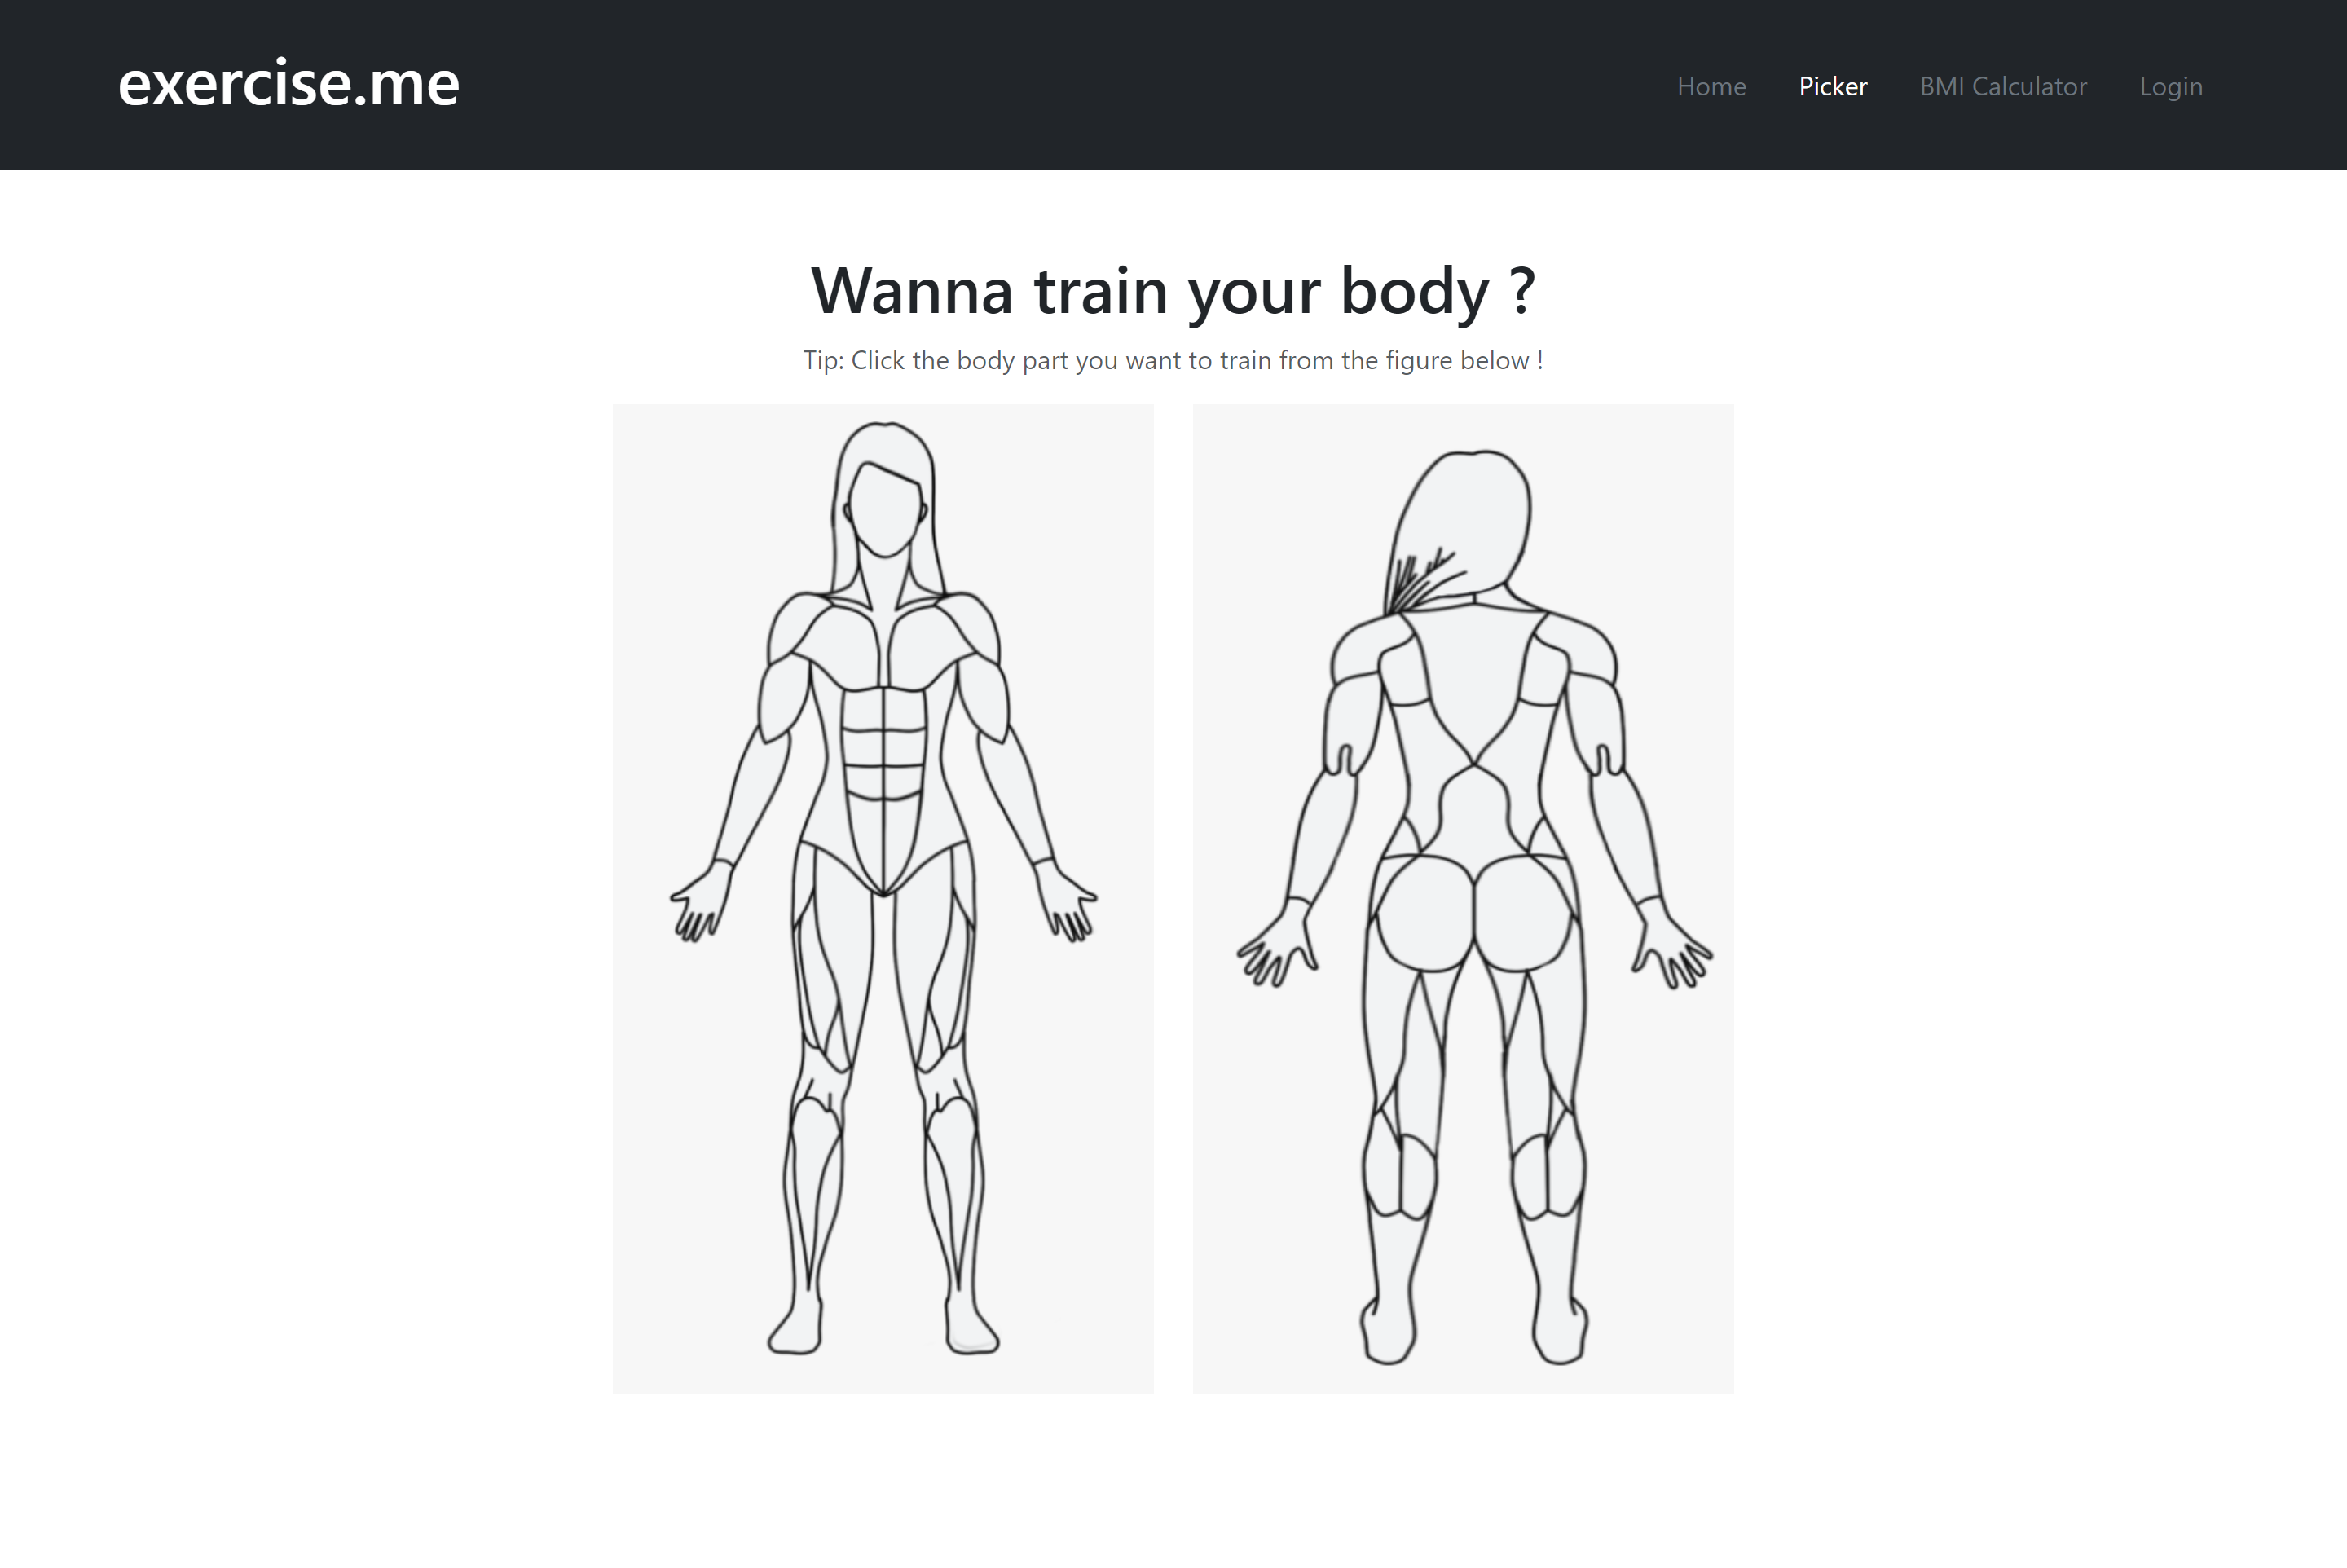 exercise.me
Home Picker BMI Calculator Login
Wanna train your body ?
Tip: Click the body part you want to train from the figure below !